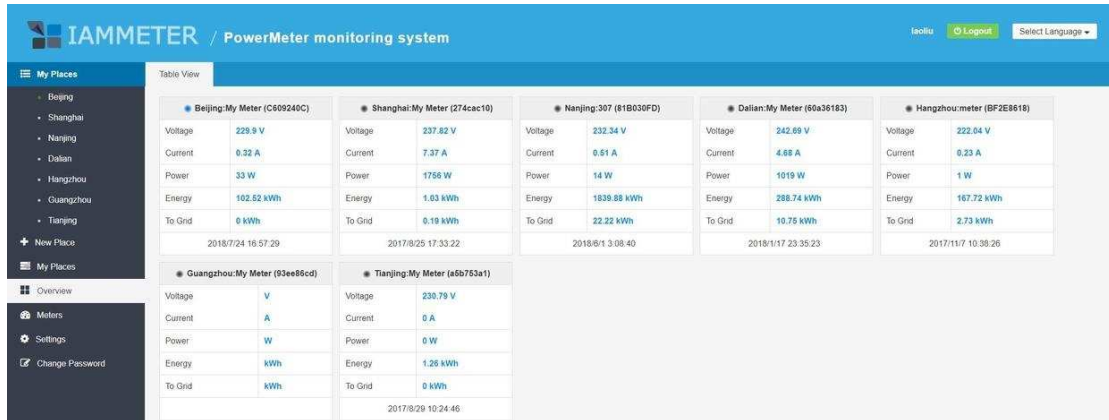 IAMMETER / PowerMeter monitoring system
laoliu Logout Select Language
My Places
Beijing
Shanghai
Nanjing
Dalian
Hangzhou
Guangzhou
Tianjing
New Place
My Places
Overview
Meters
Settings
Change Password
Table View
Beijing:My Meter (C609240C)
Voltage 229.9 V
Current 0.32 A
Power 33 W
Energy 102.52 kWh
To Grid 0 kWh
2018/7/24 16:57:29
Shanghai:My Meter (274cac10)
Voltage 237.82 V
Current 7.37 A
Power 1756 W
Energy 1.03 kWh
To Grid 0.19 kWh
2017/8/25 17:33:22
Nanjing:307 (81B030FD)
Voltage 232.34 V
Current 0.51 A
Power 14 W
Energy 1839.88 kWh
To Grid 22.22 kWh
2018/6/1 3:08:40
Dalian:My Meter (60a36183)
Voltage 242.69 V
Current 4.68 A
Power 1019 W
Energy 288.74 kWh
To Grid 10.75 kWh
2018/1/17 23:35:23
Hangzhou:meter (BF2E8618)
Voltage 222.04 V
Current 0.23 A
Power 1 W
Energy 167.72 kWh
To Grid 2.73 kWh
2017/11/7 10:38:26
Guangzhou:My Meter (93ee86cd)
Voltage V
Current A
Power W
Energy kWh
To Grid kWh
Tianjing:My Meter (a5b753a1)
Voltage 230.79 V
Current 0 A
Power 0 W
Energy 1.26 kWh
To Grid 0 kWh
2017/8/29 10:24:46